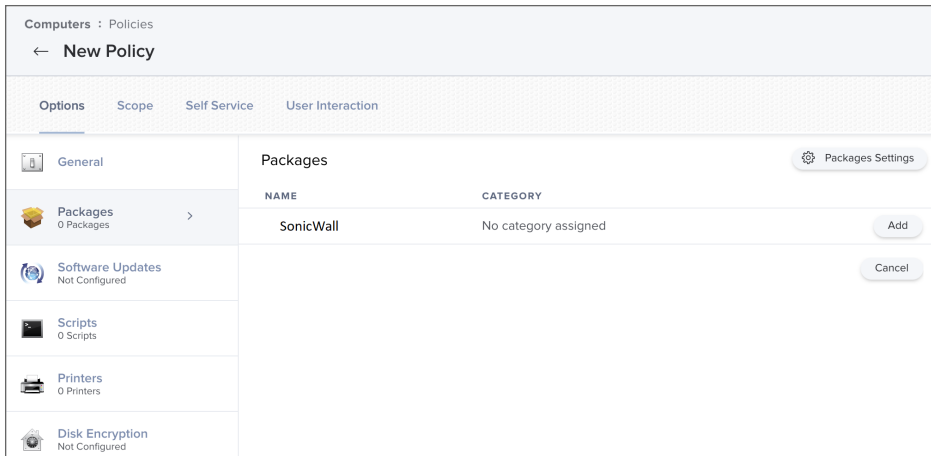 Computers : Policies
← New Policy
Options Scope Self Service User Interaction
General
Packages
0 Packages
Software Updates
Not Configured
Scripts
0 Scripts
Printers
0 Printers
Disk Encryption
Not Configured
Packages
Packages Settings
NAME CATEGORY
SonicWall No category assigned Add
Cancel